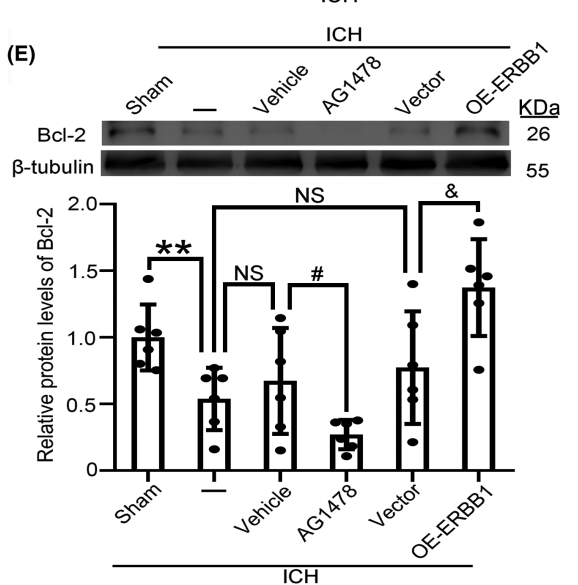 ICH
(E)
ICH
Sham — Vehicle AG1478 Vector OE-ERBB1 KDa
Bcl-2 26
β-tubulin 55
Relative protein levels of Bcl-2
2.0
1.5
1.0
0.5
0
** NS # NS &
Sham — Vehicle AG1478 Vector OE-ERBB1
ICH